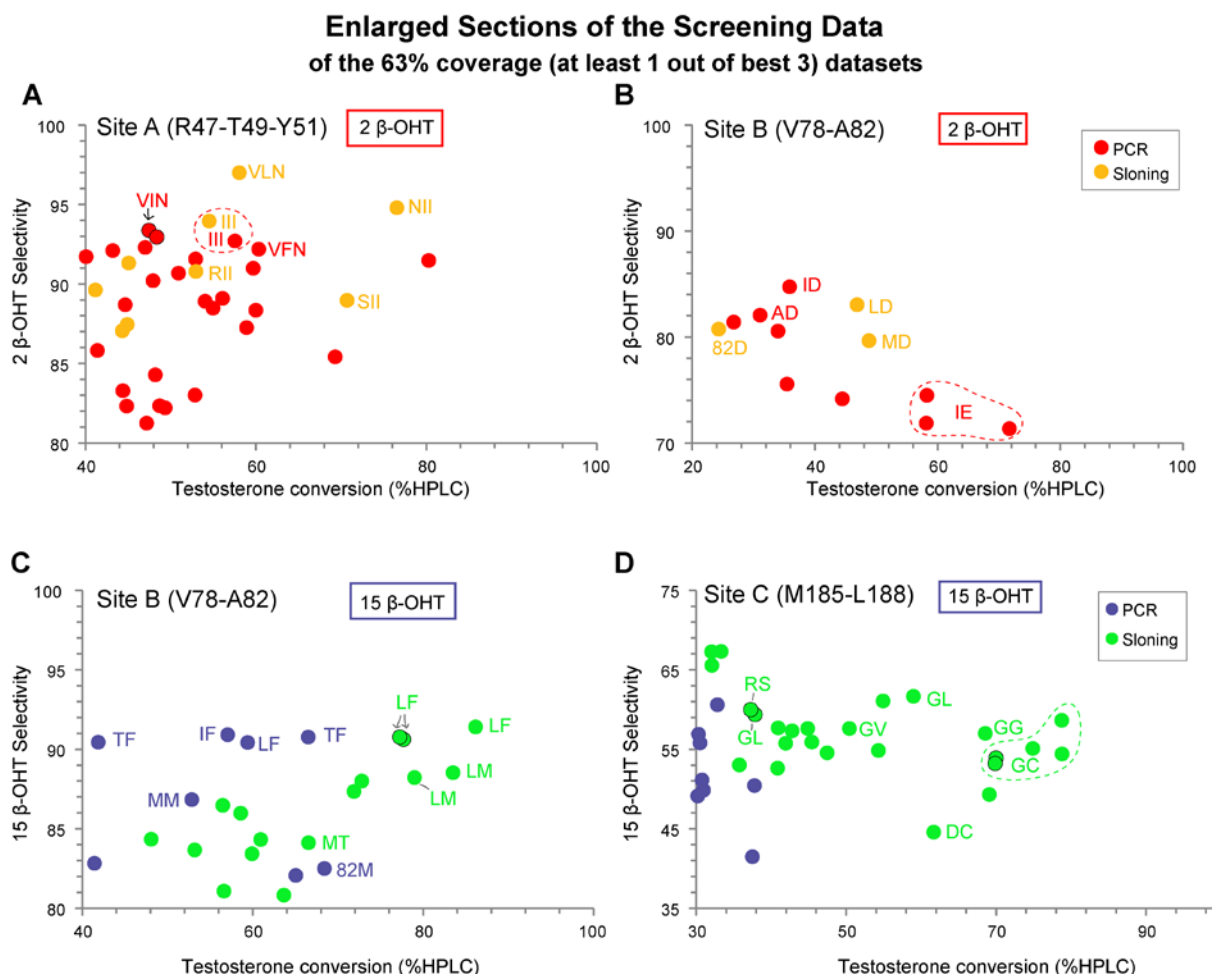 Enlarged Sections of the Screening Data
of the 63% coverage (at least 1 out of best 3) datasets
A
Site A (R47-T49-Y51)
2 β-OHT
100
95
90
85
80
2 β-OHT Selectivity
VLN
VIN
NII
III
III
VFN
RII
SII
40
60
80
100
Testosterone conversion (%HPLC)
B
Site B (V78-A82)
2 β-OHT
PCR
Sloning
100
90
80
70
2 β-OHT Selectivity
ID
AD
LD
82D
MD
IE
20
40
60
80
100
Testosterone conversion (%HPLC)
C
Site B (V78-A82)
15 β-OHT
100
95
90
85
80
15 β-OHT Selectivity
LF
TF
IF
LF
TF
LF
LM
LM
MM
MT
82M
40
60
80
100
Testosterone conversion (%HPLC)
D
Site C (M185-L188)
15 β-OHT
PCR
Sloning
75
65
55
45
35
15 β-OHT Selectivity
RS
GL
GL
GV
GG
GC
DC
30
50
70
90
Testosterone conversion (%HPLC)